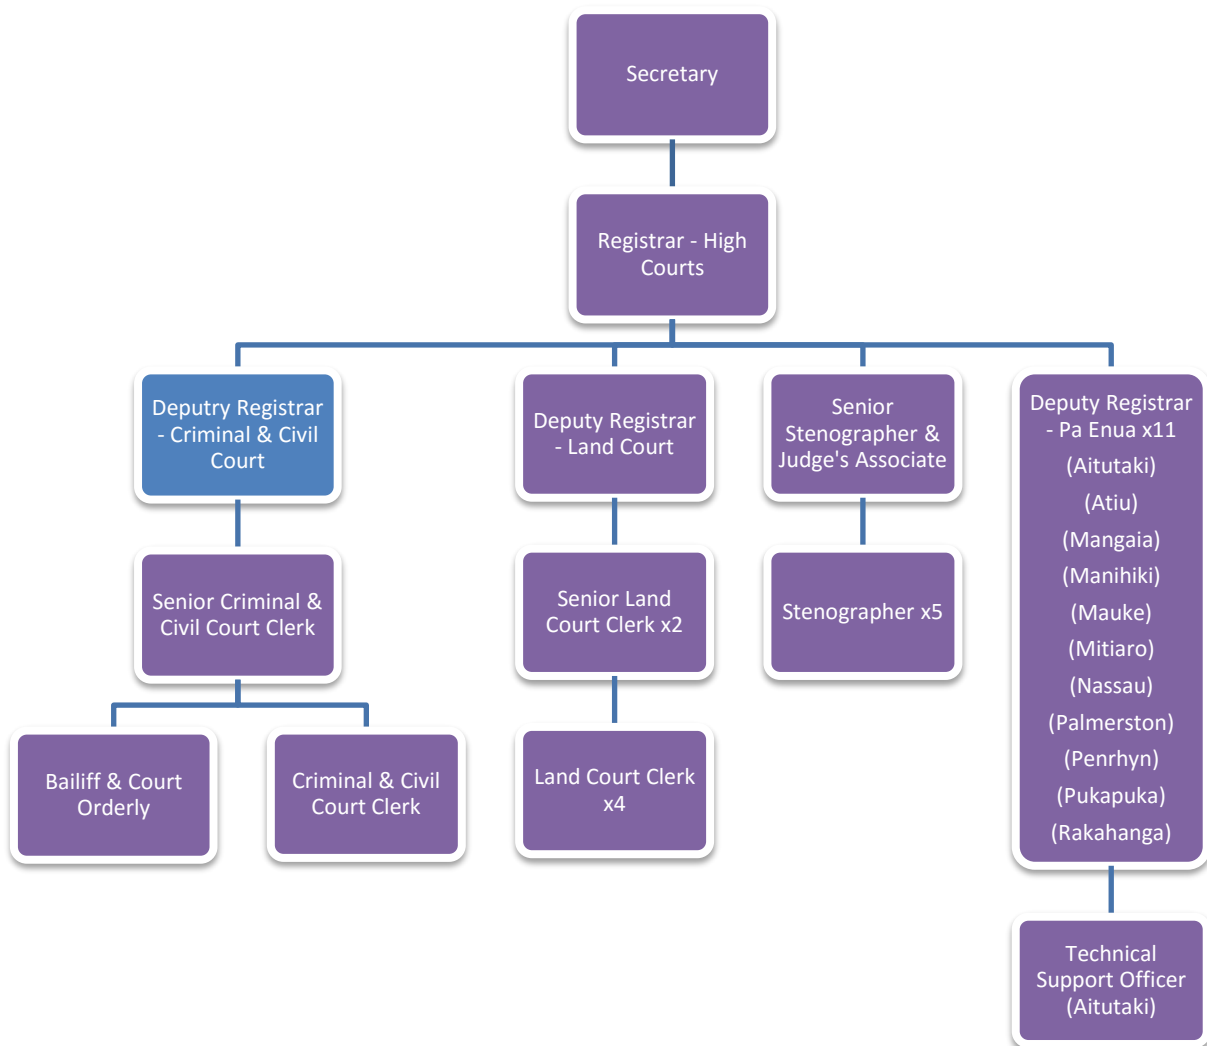 Secretary
Registrar - High
Courts
Deputry Registrar
- Criminal & Civil
Court
Deputy Registrar
- Land Court
Senior
Stenographer &
Judge's Associate
Deputy Registrar
- Pa Enua x11
(Aitutaki)
(Atiu)
(Mangaia)
(Manihiki)
(Mauke)
(Mitiaro)
(Nassau)
(Palmerston)
(Penrhyn)
(Pukapuka)
(Rakahanga)
Senior Criminal &
Civil Court Clerk
Senior Land
Court Clerk x2
Stenographer x5
Bailiff & Court
Orderly
Criminal & Civil
Court Clerk
Land Court Clerk
x4
Technical
Support Officer
(Aitutaki)